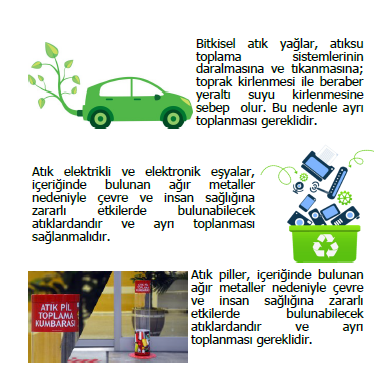 Bitkisel atık yağlar, atıksu
toplama sistemlerinin
daralmasına ve tıkanmasına;
toprak kirlenmesi ile beraber
yeraltı suyu kirlenmesine
sebep olur. Bu nedenle ayrı
toplanması gereklidir.
Atık elektrikli ve elektronik eşyalar,
içeriğinde bulunan ağır metaller
nedeniyle çevre ve insan sağlığına
zararlı etkilerde bulunabilecek
atıklardandır ve ayrı toplanması
sağlanmalıdır.
Atık piller, içeriğinde bulunan
ağır metaller nedeniyle çevre
ve insan sağlığına zararlı
etkilerde bulunabilecek
atıklardandır ve ayrı
toplanması gereklidir.
ATIK PİL
TOPLAMA
KUMBARASI